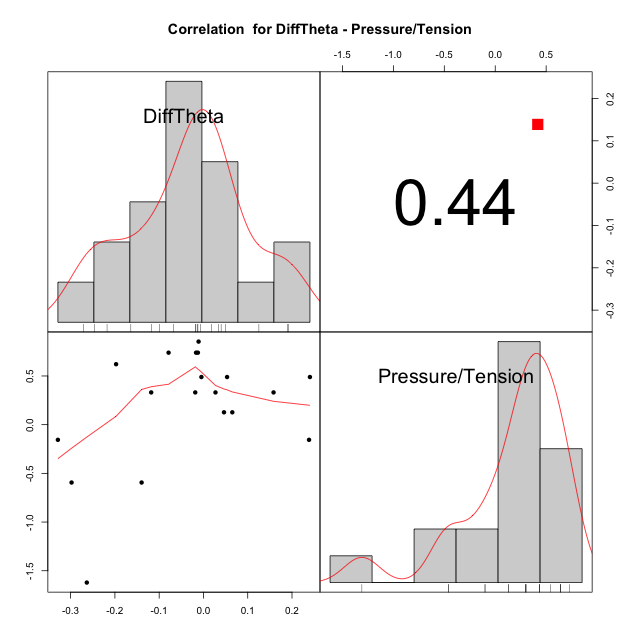 Correlation  for DiffTheta - Pressure/Tension
-1.5 -1.0 -0.5 0.0 0.5
DiffTheta
0.44
0.2
0.1
0.0
-0.1
-0.2
-0.3
Pressure/Tension
0.5
0.0
-0.5
-1.0
-1.5
-0.3 -0.2 -0.1 0.0 0.1 0.2